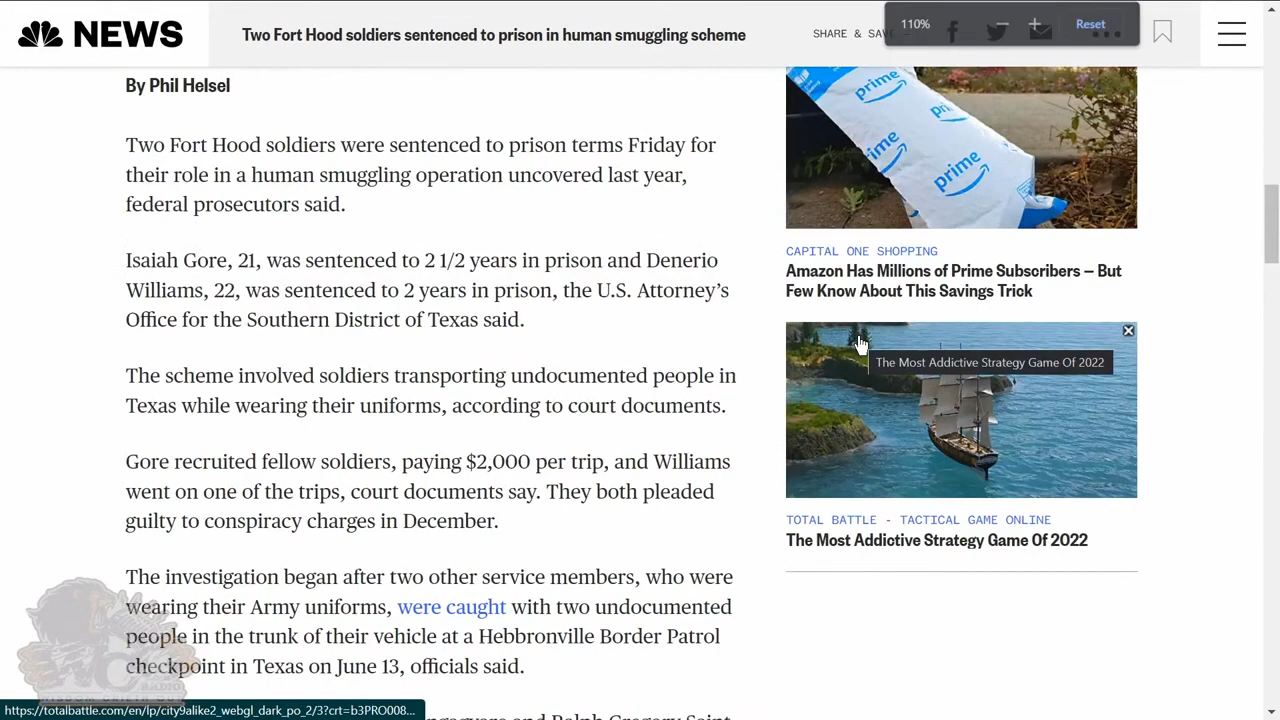 NEWS
Two Fort Hood soldiers sentenced to prison in human smuggling scheme
SHARE & SAVE
110%
Reset
By Phil Helsel
Two Fort Hood soldiers were sentenced to prison terms Friday for
their role in a human smuggling operation uncovered last year,
federal prosecutors said.
Isaiah Gore, 21, was sentenced to 2 1/2 years in prison and Denerio
Williams, 22, was sentenced to 2 years in prison, the U.S. Attorney's
Office for the Southern District of Texas said.
The scheme involved soldiers transporting undocumented people in
Texas while wearing their uniforms, according to court documents.
Gore recruited fellow soldiers, paying $2,000 per trip, and Williams
went on one of the trips, court documents say. They both pleaded
guilty to conspiracy charges in December.
The investigation began after two other service members, who were
wearing their Army uniforms, were caught with two undocumented
people in the trunk of their vehicle at a Hebbronville Border Patrol
checkpoint in Texas on June 13, officials said.
prime
prime
prime
prime
CAPITAL ONE SHOPPING
Amazon Has Millions of Prime Subscribers – But
Few Know About This Savings Trick
The Most Addictive Strategy Game Of 2022
TOTAL BATTLE - TACTICAL GAME ONLINE
The Most Addictive Strategy Game Of 2022
RADIO
https://totalbattle.com/en/lp/city9alike2_webgl_dark_po_2/3?crt=b3PRO008...